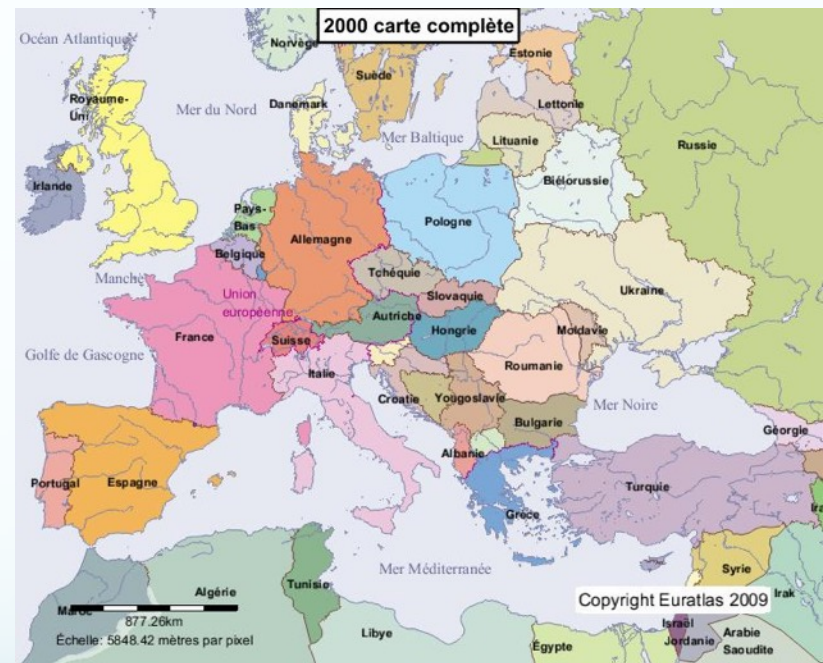 2000 carte complète
Océan Atlantique
Norvège
Estonie
Suède
Royaume-
Uni
Mer du Nord
Danemark
Lettonie
Mer Baltique
Lituanie
Russie
Irlande
Biélorussie
Pays-
Bas
Pologne
Allemagne
Belgique
Manche
Tchéquie
Ukraine
Union
européenne
Slovaquie
Autriche
Hongrie
Moldavie
France
Suisse
Golfe de Gascogne
Roumanie
Italie
Croatie
Yougoslavie
Mer Noire
Bulgarie
Géorgie
Albanie
Portugal
Espagne
Turquie
Grèce
Mer Méditerranée
Syrie
Algérie
Tunisie
Irak
Maroc
Copyright Euratlas 2009
877.26km
Échelle: 5848.42 mètres par pixel
Libye
Israël
Jordanie
Arabie
Saoudite
Égypte